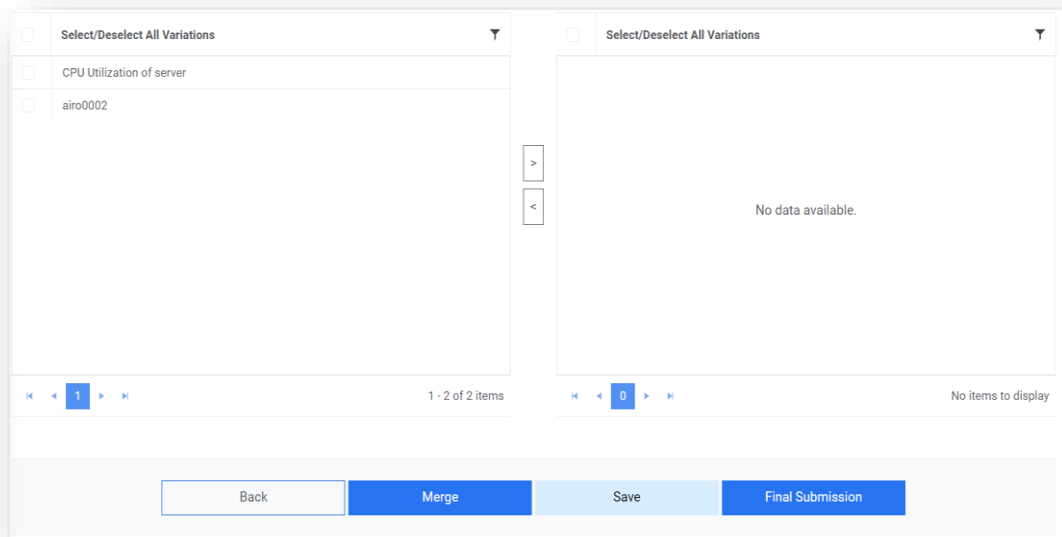 Select/Deselect All Variations
CPU Utilization of server
airo0002
1
1 - 2 of 2 items
>
<
Select/Deselect All Variations
No data available.
0
No items to display
Back
Merge
Save
Final Submission